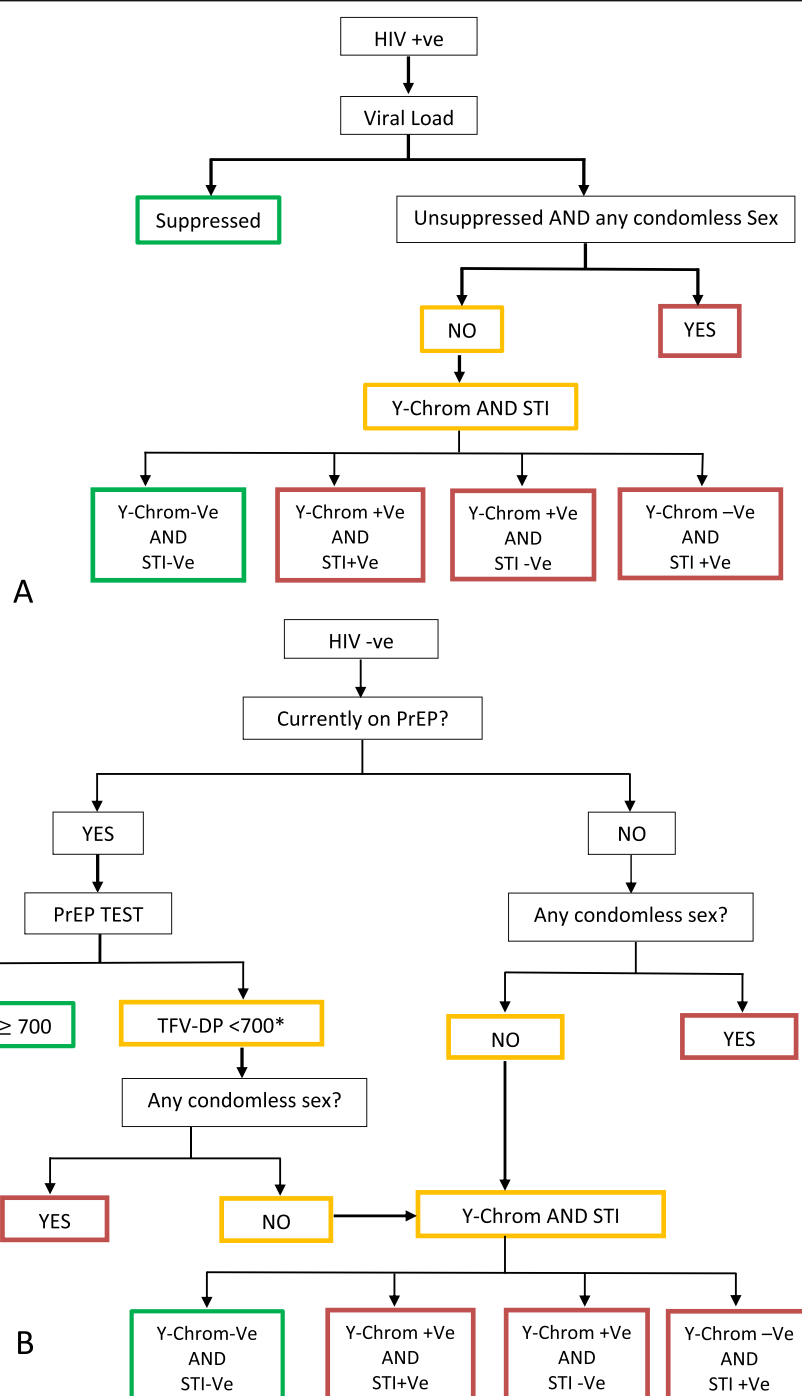 HIV +ve
Viral Load
Suppressed
Unsuppressed AND any condomless Sex
NO
YES
Y-Chrom AND STI
Y-Chrom-Ve
AND
STI-Ve
Y-Chrom +Ve
AND
STI+Ve
Y-Chrom +Ve
AND
STI -Ve
Y-Chrom –Ve
AND
STI +Ve
A
HIV -ve
Currently on PrEP?
YES
NO
PrEP TEST
Any condomless sex?
≥ 700
TFV-DP <700*
NO
YES
Any condomless sex?
YES
NO
Y-Chrom AND STI
B
Y-Chrom-Ve
AND
STI-Ve
Y-Chrom +Ve
AND
STI+Ve
Y-Chrom +Ve
AND
STI -Ve
Y-Chrom –Ve
AND
STI +Ve